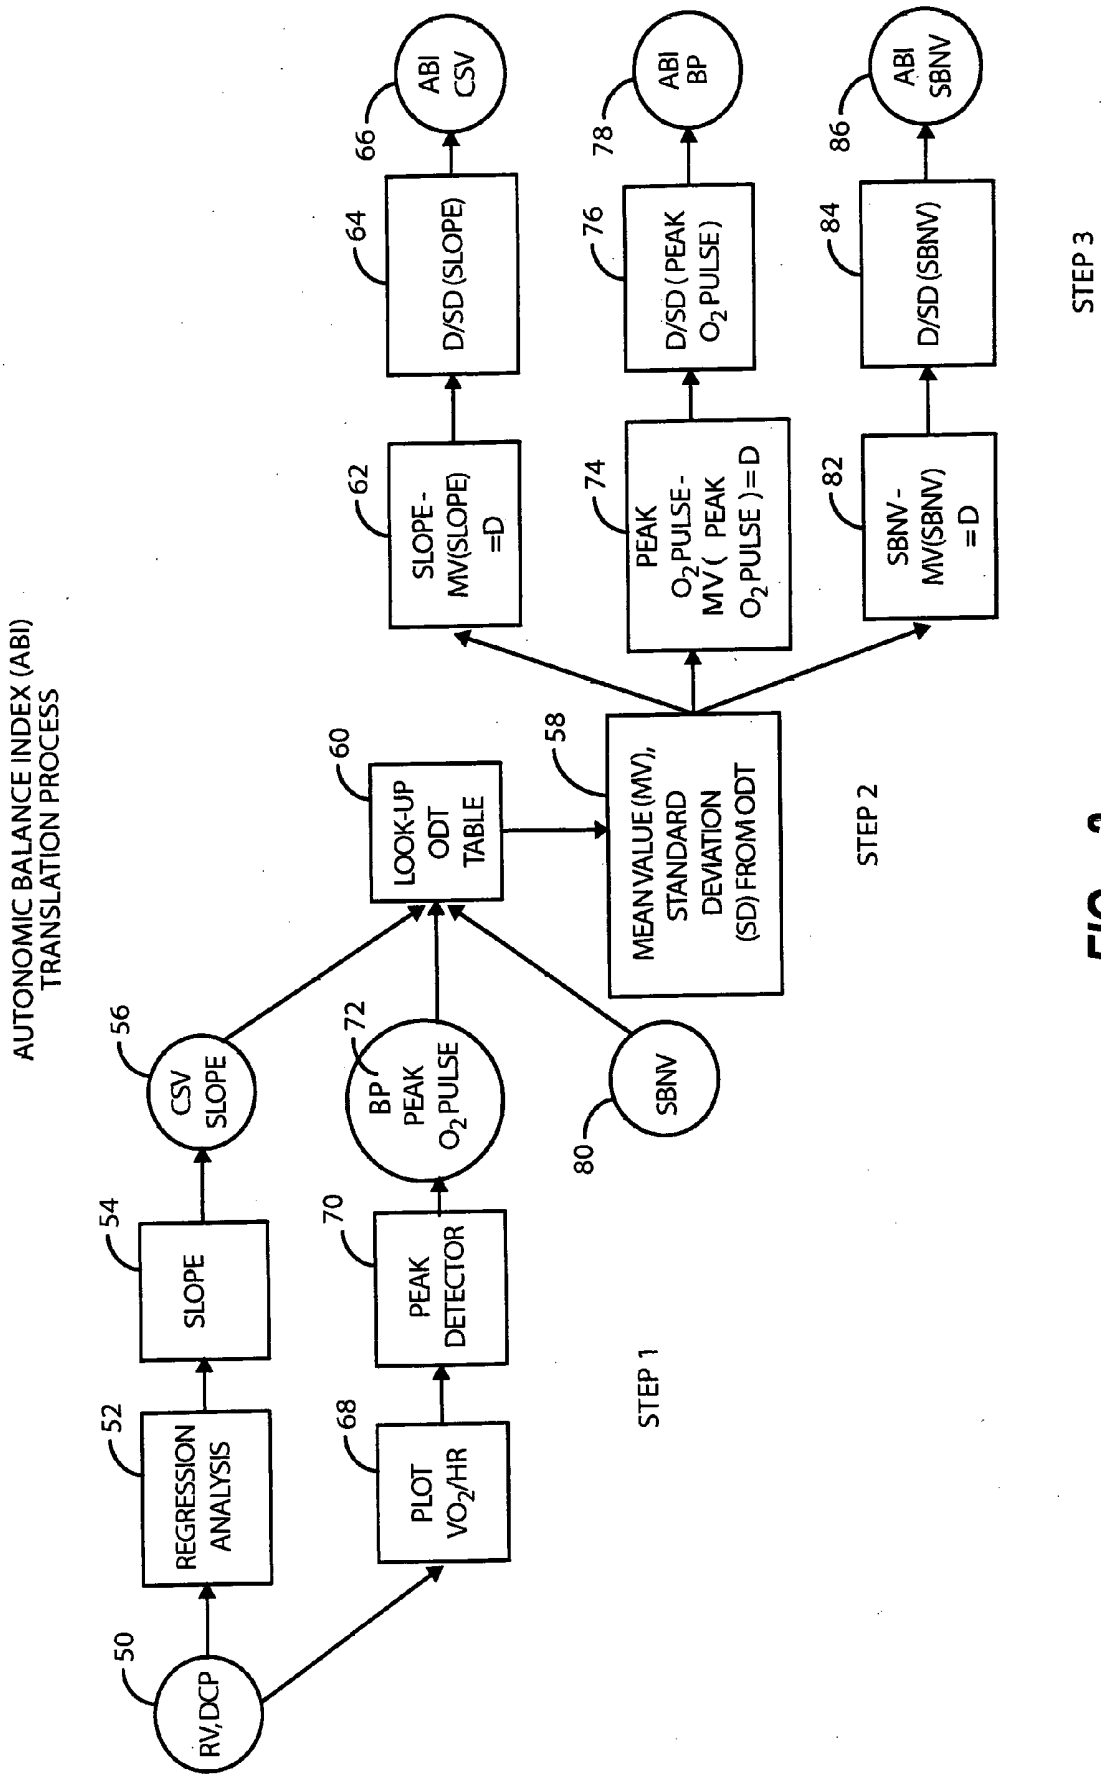 AUTONOMIC BALANCE INDEX (ABI)
TRANSLATION PROCESS
50
RV,DCP
52
REGRESSION
ANALYSIS
54
SLOPE
56
CSV
SLOPE
68
PLOT
VO2/HR
70
PEAK
DETECTOR
72
BP
PEAK
O2 PULSE
80
SBNV
STEP 1
60
LOOK-UP
ODT
TABLE
58
MEAN VALUE (MV),
STANDARD
DEVIATION
(SD) FROM ODT
STEP 2
62
SLOPE -
MV(SLOPE)
=D
64
D/SD (SLOPE)
66
ABI
CSV
74
PEAK
O2 PULSE -
MV ( PEAK
O2 PULSE ) = D
76
D/SD ( PEAK
O2 PULSE )
78
ABI
BP
82
SBNV -
MV(SBNV)
= D
84
D/SD (SBNV)
86
ABI
SBNV
STEP 3